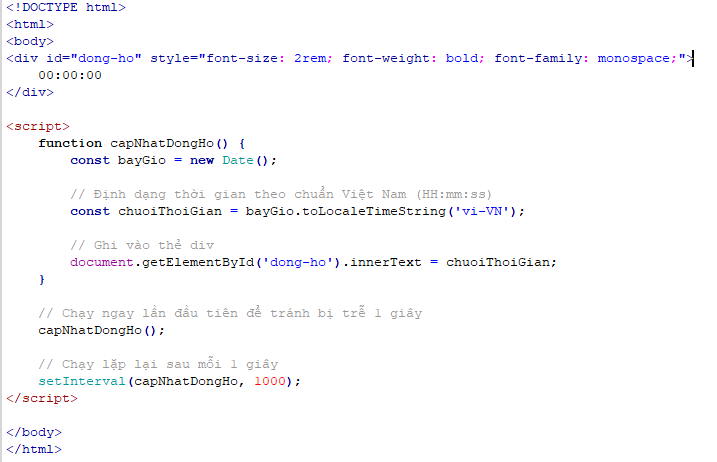 <!DOCTYPE html>
<html>
<body>
<div id="dong-ho" style="font-size: 2rem; font-weight: bold; font-family: monospace;">
    00:00:00
</div>

<script>
    function capNhatDongHo() {
        const bayGio = new Date();

        // Định dạng thời gian theo chuẩn Việt Nam (HH:mm:ss)
        const chuoiThoiGian = bayGio.toLocaleTimeString('vi-VN');

        // Ghi vào thẻ div
        document.getElementById('dong-ho').innerText = chuoiThoiGian;
    }

    // Chạy ngay lần đầu tiên để tránh bị trễ 1 giây
    capNhatDongHo();

    // Chạy lặp lại sau mỗi 1 giây
    setInterval(capNhatDongHo, 1000);
</script>

</body>
</html>